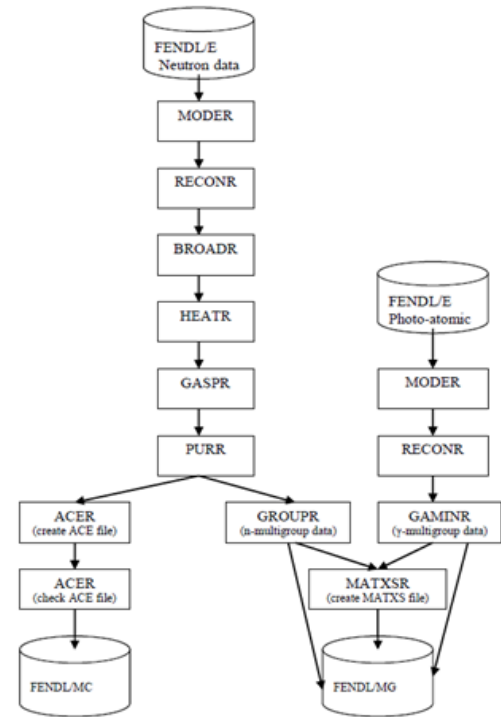 FENDL/E
Neutron data
MODER
RECONR
BROADR
HEATR
GASPR
PURR
FENDL/E
Photo-atomic
MODER
RECONR
ACER
(create ACE file)
GROUPR
(n-multigroup data)
GAMINR
(γ-multigroup data)
ACER
(check ACE file)
MATXSR
(create MATXS file)
FENDL/MC
FENDL/MG